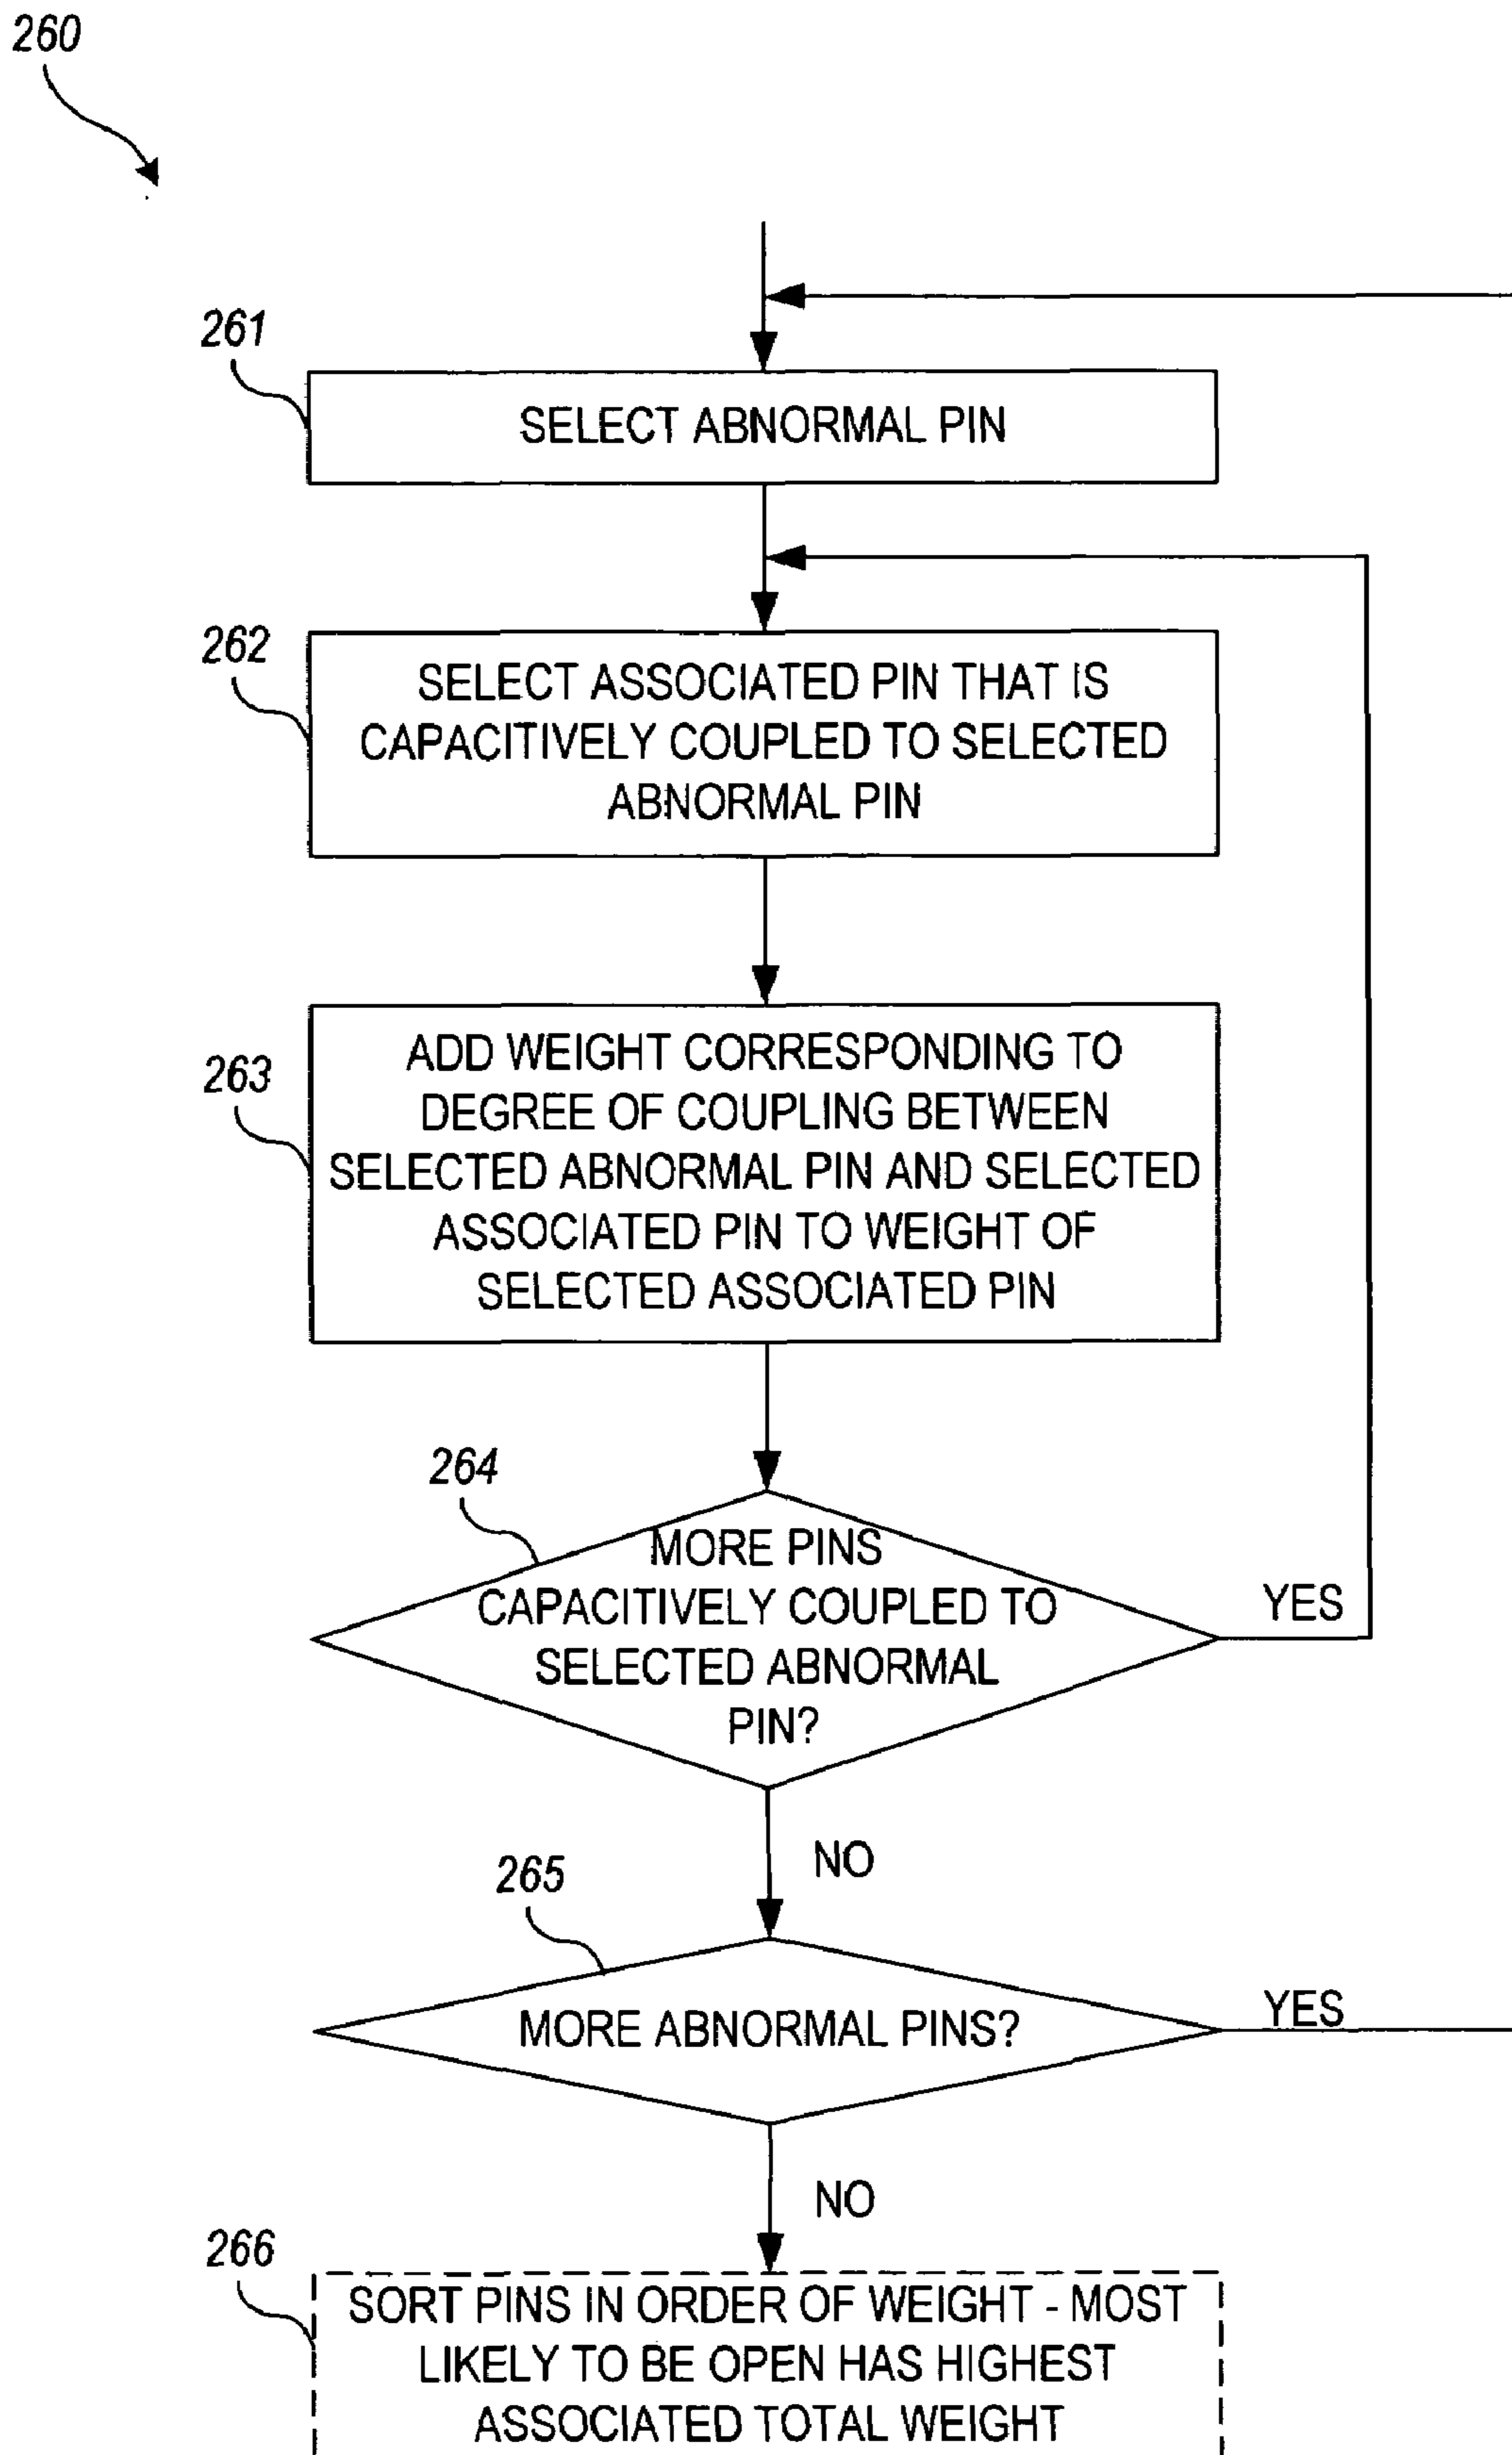 260
261
SELECT ABNORMAL PIN
262
SELECT ASSOCIATED PIN THAT IS
CAPACITIVELY COUPLED TO SELECTED
ABNORMAL PIN
263
ADD WEIGHT CORRESPONDING TO
DEGREE OF COUPLING BETWEEN
SELECTED ABNORMAL PIN AND SELECTED
ASSOCIATED PIN TO WEIGHT OF
SELECTED ASSOCIATED PIN
264
MORE PINS
CAPACITIVELY COUPLED TO
SELECTED ABNORMAL
PIN?
YES
NO
265
MORE ABNORMAL PINS?
YES
NO
266
SORT PINS IN ORDER OF WEIGHT - MOST
LIKELY TO BE OPEN HAS HIGHEST
ASSOCIATED TOTAL WEIGHT